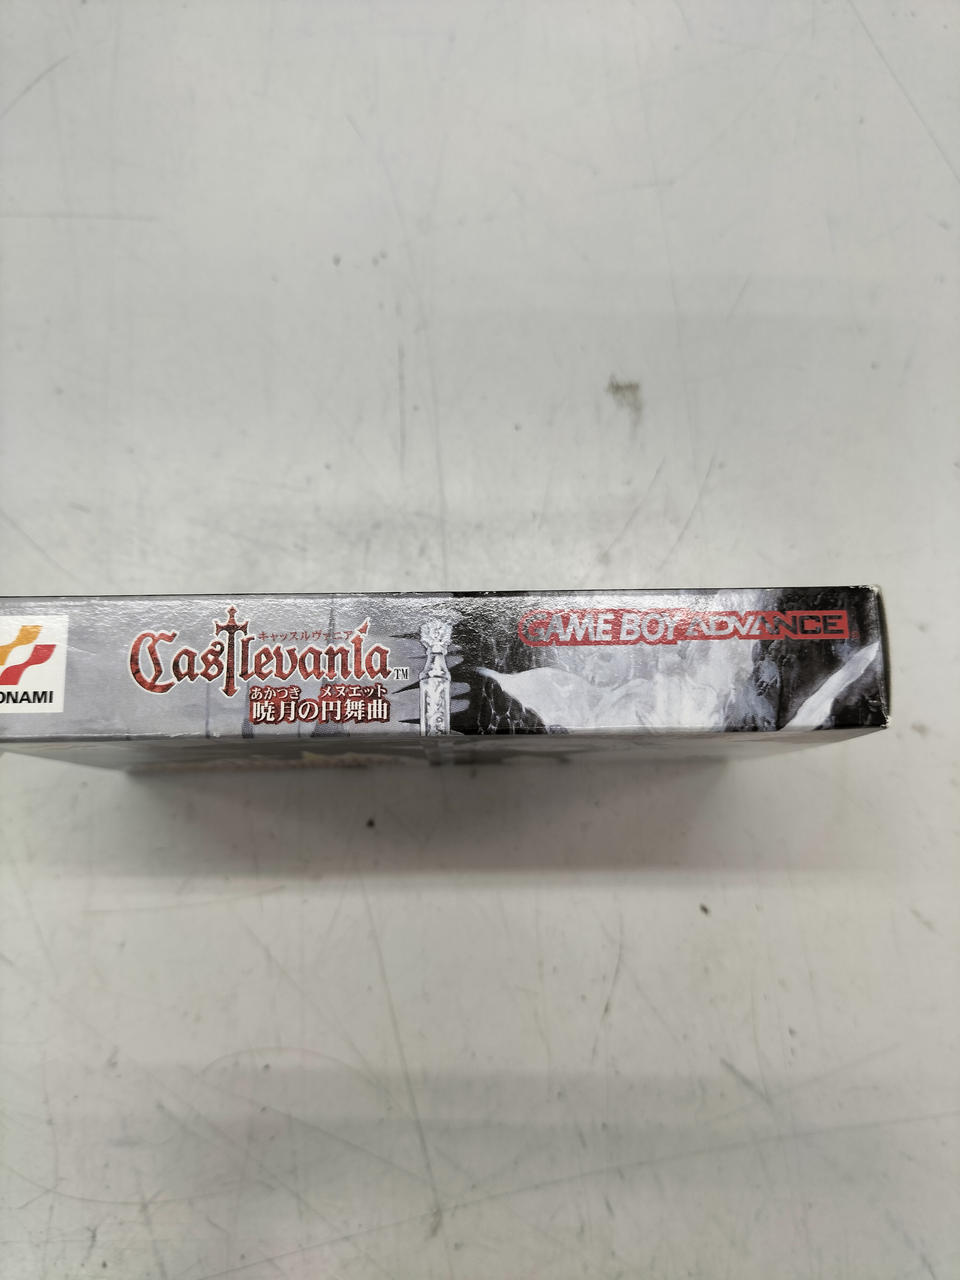 KONAMI
キャッスルヴァニア
Castlevania™
あかつき メヌエット
暁月の円舞曲
GAME BOY ADVANCE